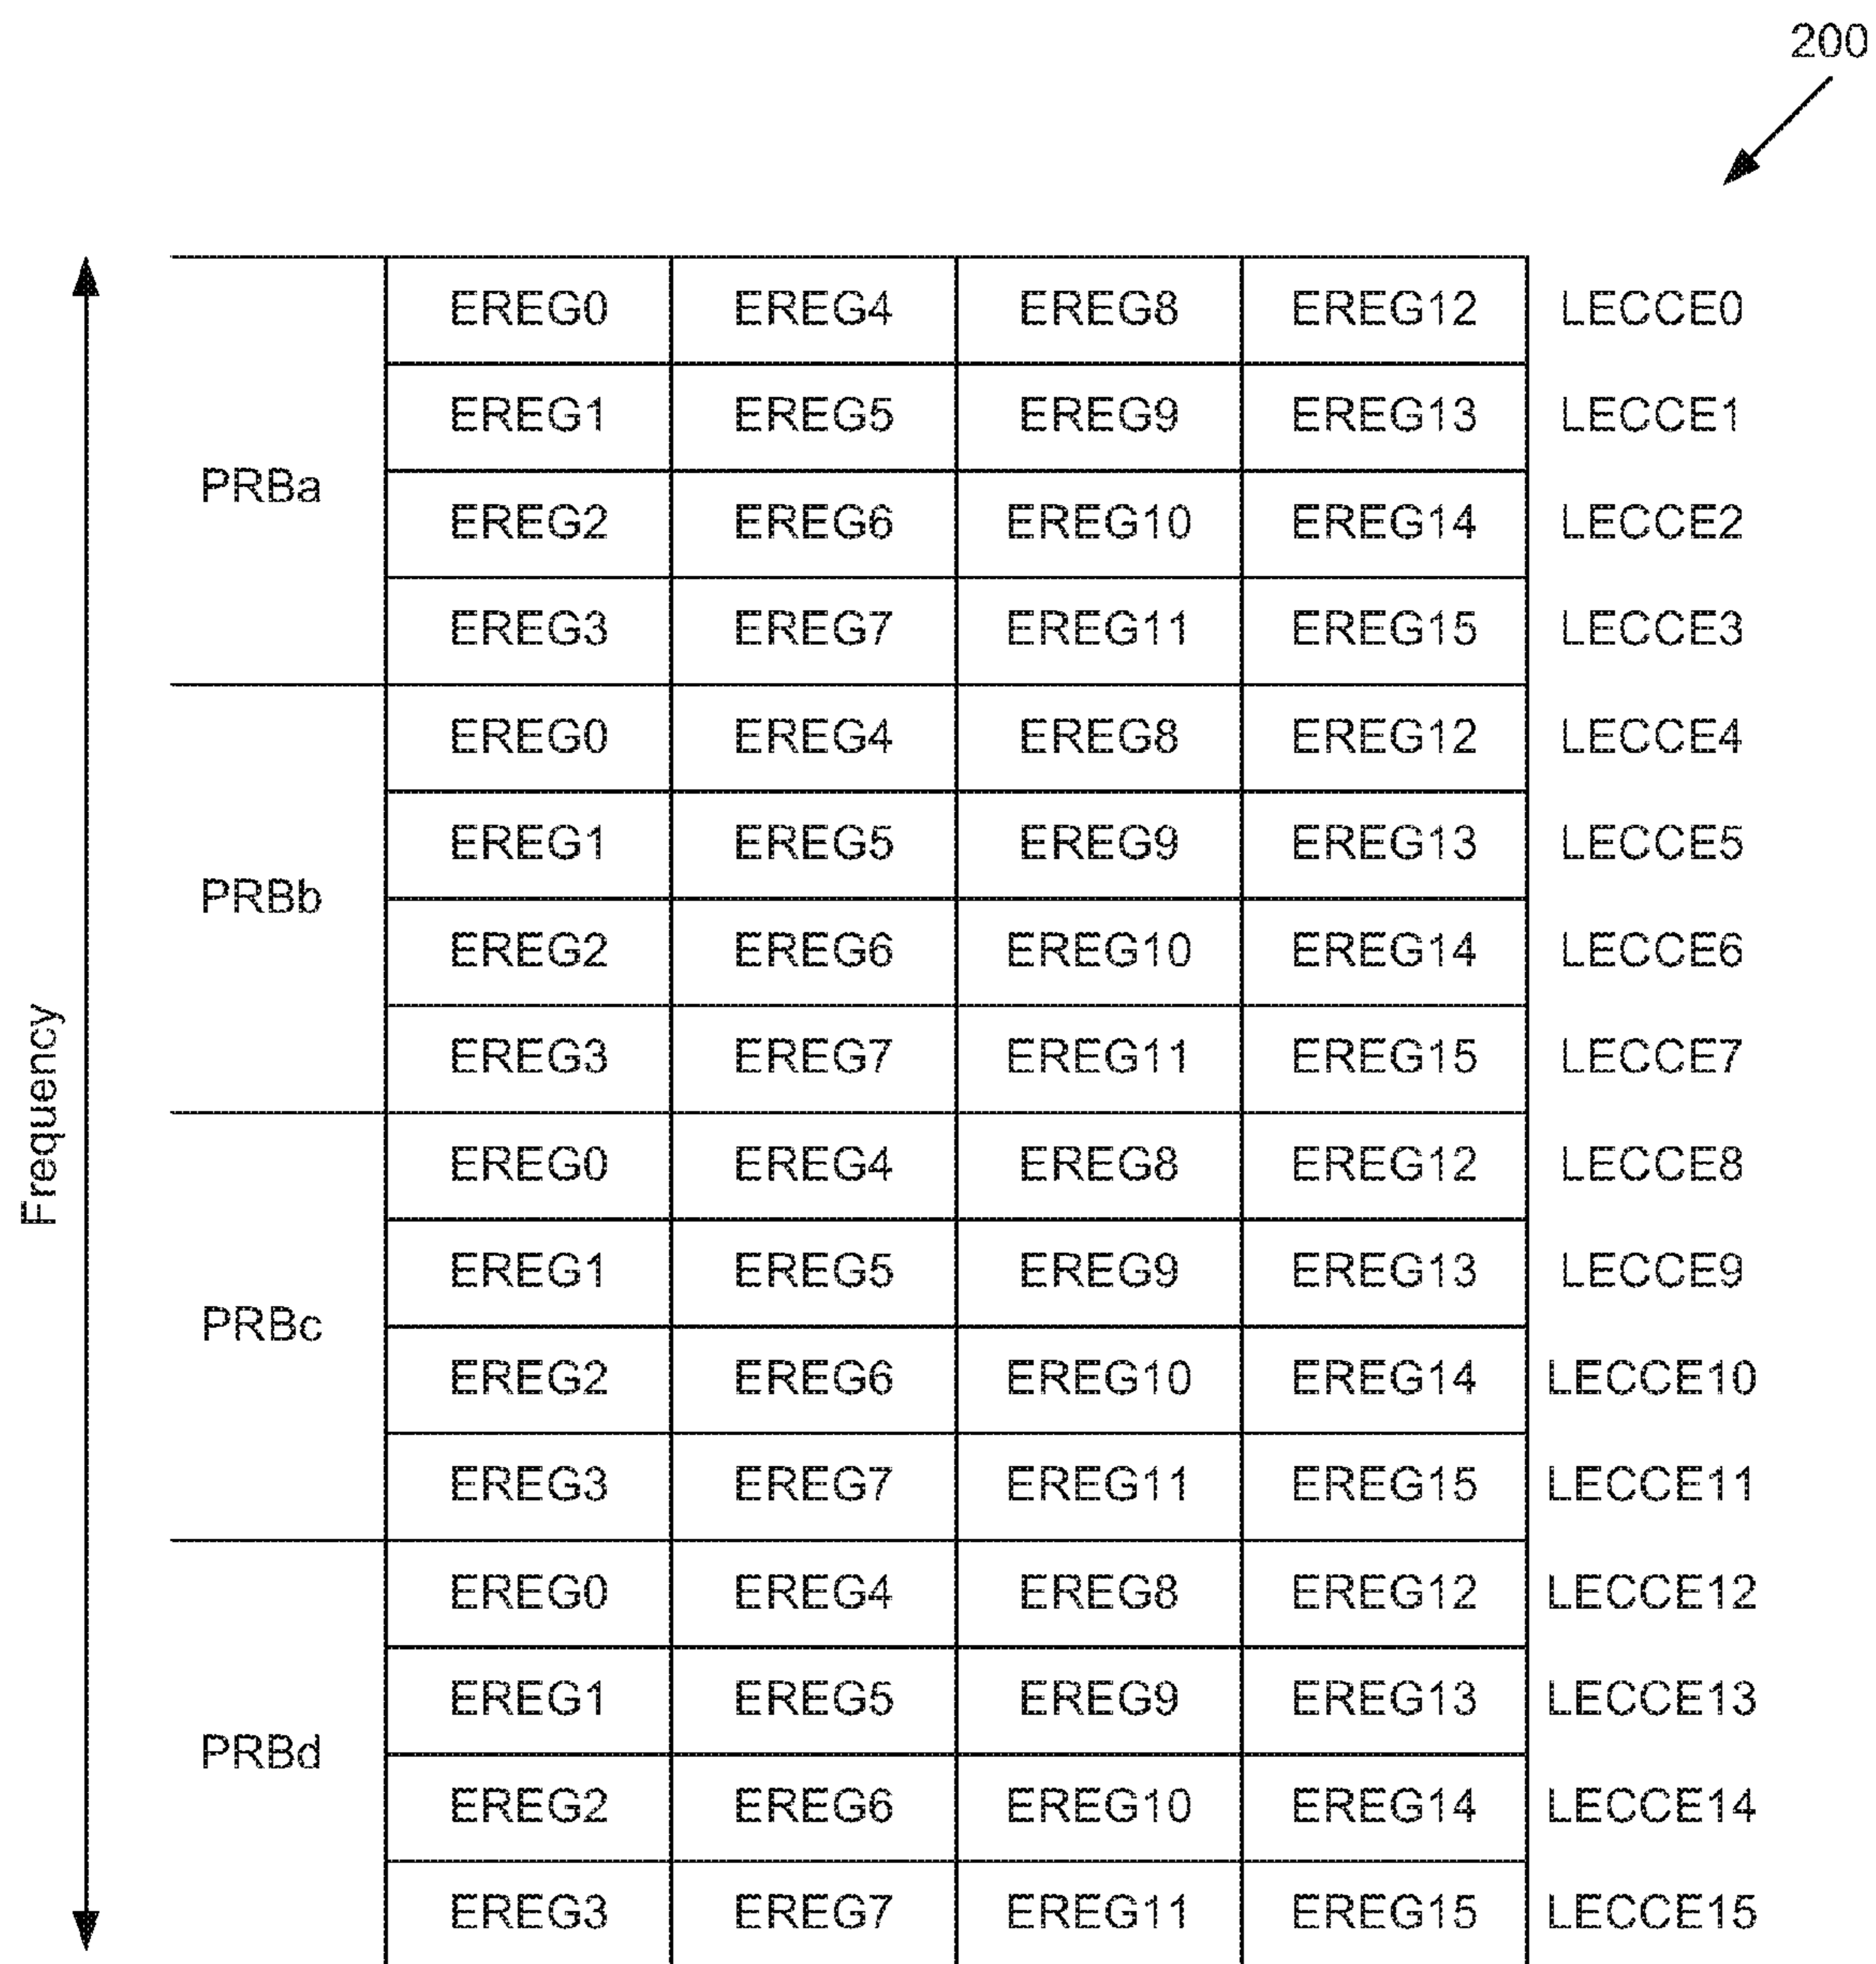 200
EREG0 EREG4 EREG8 EREG12 LECCE0
EREG1 EREG5 EREG9 EREG13 LECCE1
PRBa
EREG2 EREG6 EREG10 EREG14 LECCE2
EREG3 EREG7 EREG11 EREG15 LECCE3
EREG0 EREG4 EREG8 EREG12 LECCE4
EREG1 EREG5 EREG9 EREG13 LECCE5
PRBb
EREG2 EREG6 EREG10 EREG14 LECCE6
EREG3 EREG7 EREG11 EREG15 LECCE7
Frequency
EREG0 EREG4 EREG8 EREG12 LECCE8
EREG1 EREG5 EREG9 EREG13 LECCE9
PRBc
EREG2 EREG6 EREG10 EREG14 LECCE10
EREG3 EREG7 EREG11 EREG15 LECCE11
EREG0 EREG4 EREG8 EREG12 LECCE12
EREG1 EREG5 EREG9 EREG13 LECCE13
PRBd
EREG2 EREG6 EREG10 EREG14 LECCE14
EREG3 EREG7 EREG11 EREG15 LECCE15